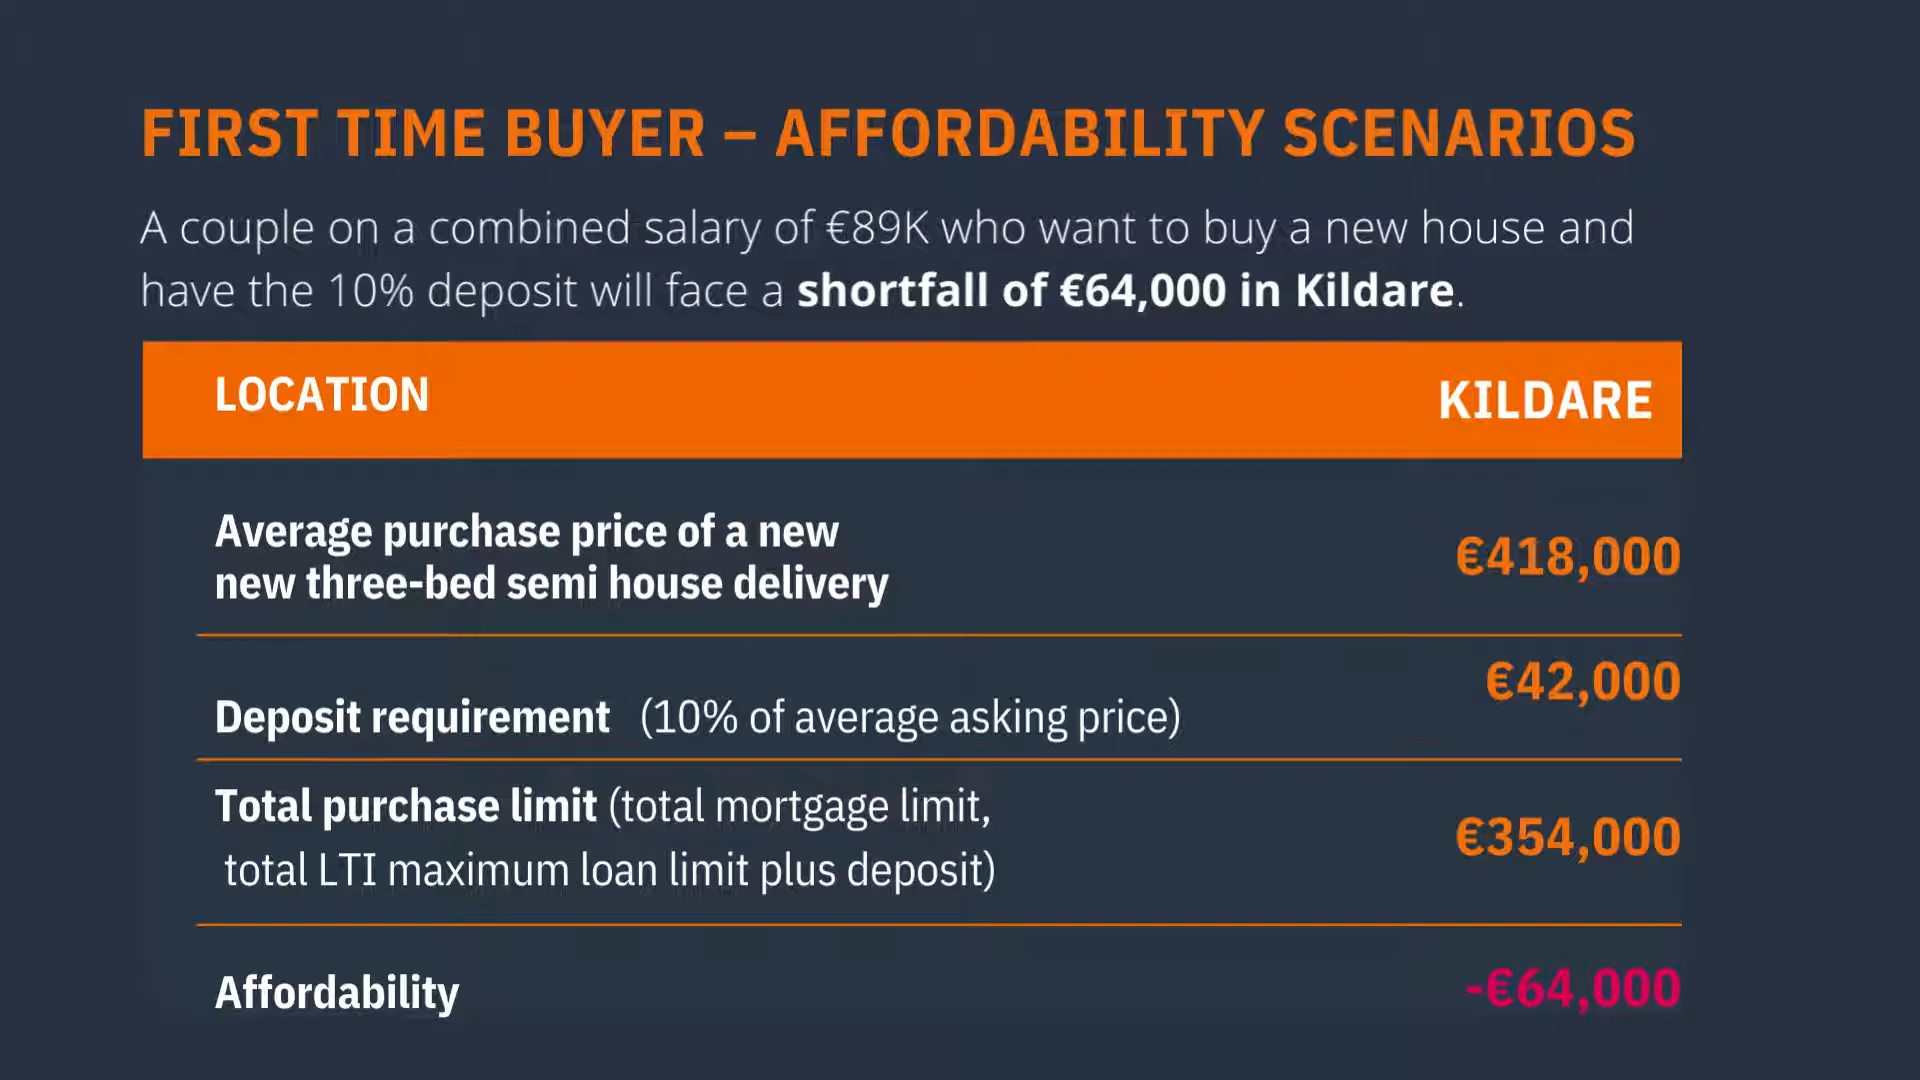 FIRST TIME BUYER – AFFORDABILITY SCENARIOS
A couple on a combined salary of €89K who want to buy a new house and
have the 10% deposit will face a shortfall of €64,000 in Kildare.
LOCATION KILDARE
Average purchase price of a new
new three-bed semi house delivery
€418,000
Deposit requirement (10% of average asking price) €42,000
Total purchase limit (total mortgage limit,
total LTI maximum loan limit plus deposit)
€354,000
Affordability -€64,000